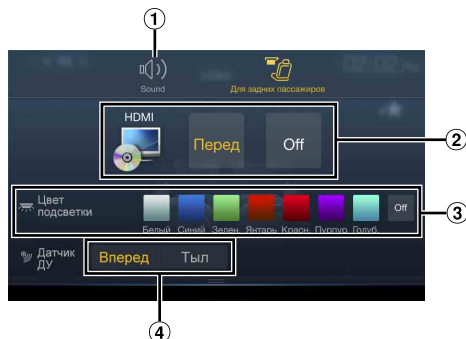 1
Sound
Для задних пассажиров
HDMI
Перед
Off
2
Цвет
подсветки
Белый Синий Зелен. Янтарь Красн. Пурпур Голуб.
Off
3
Датчик
ДУ
Вперед
Тыл
4